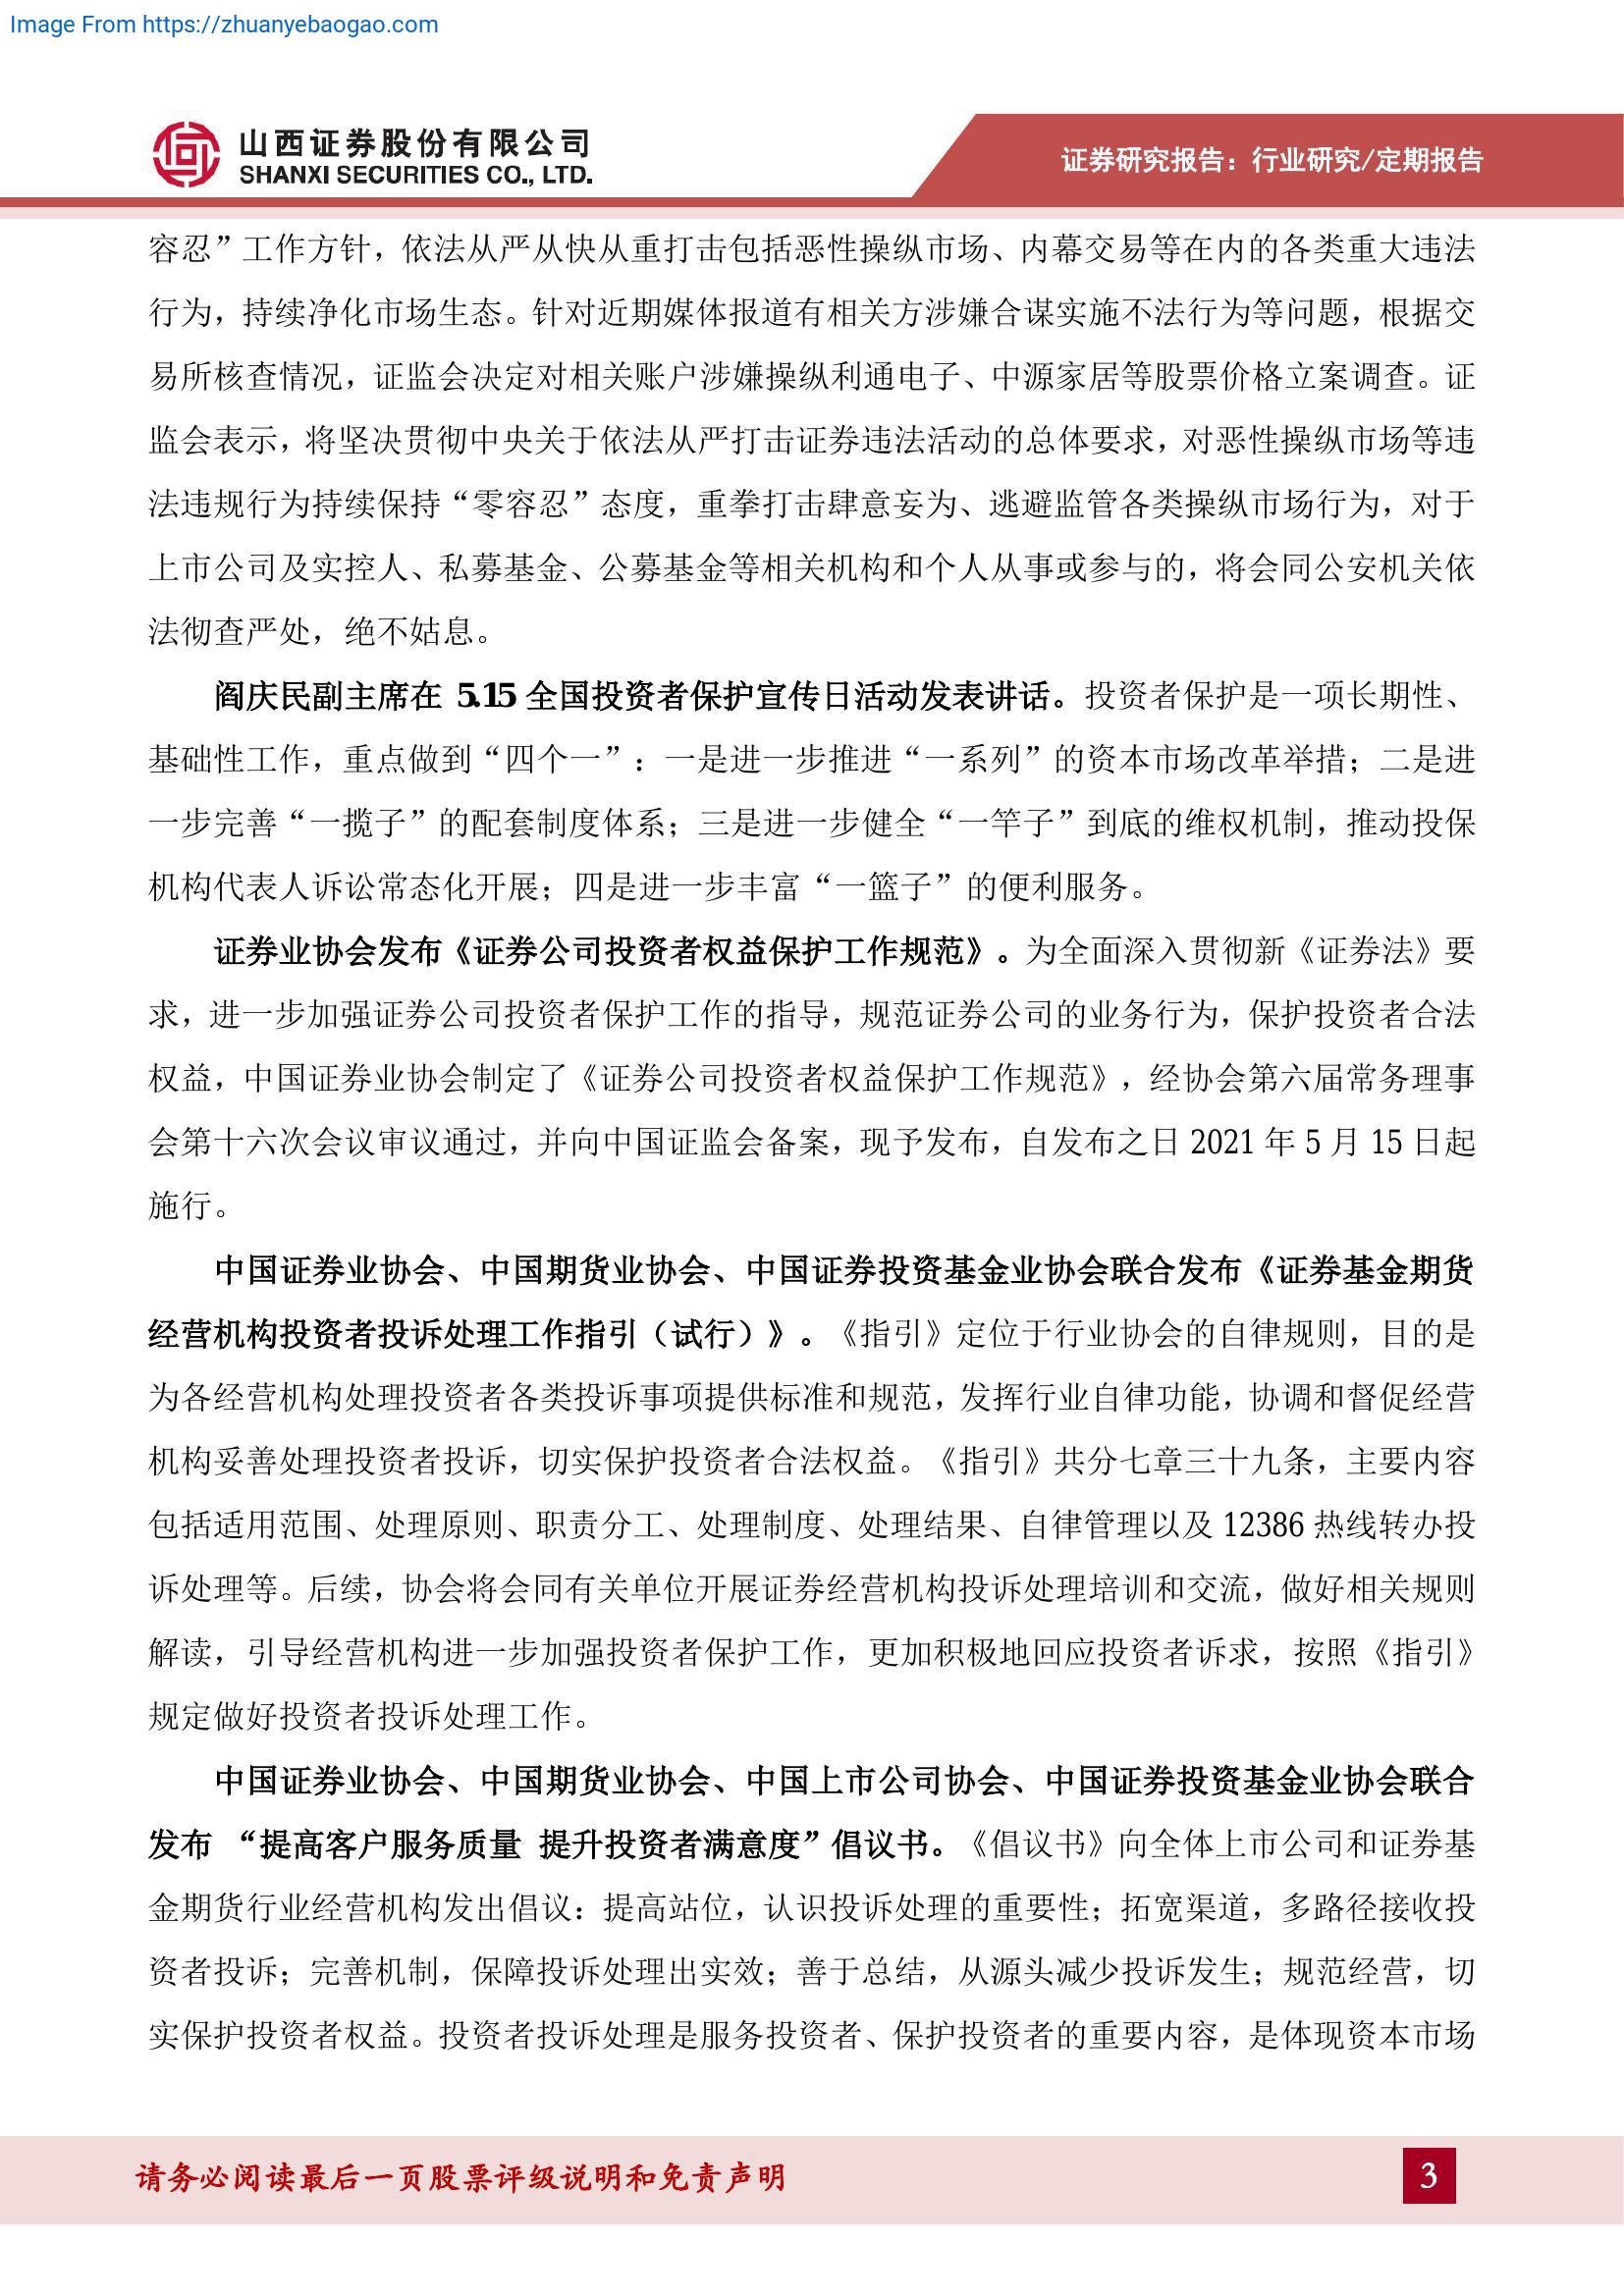 Image From https://zhuanyebaogao.com
山西证券股份有限公司
SHANXI SECURITIES CO., LTD.
证券研究报告：行业研究/定期报告
容忍”工作方针，依法从严从快从重打击包括恶性操纵市场、内幕交易等在内的各类重大违法
行为，持续净化市场生态。针对近期媒体报道有相关方涉嫌合谋实施不法行为等问题，根据交
易所核查情况，证监会决定对相关账户涉嫌操纵利通电子、中源家居等股票价格立案调查。证
监会表示，将坚决贯彻中央关于依法从严打击证券违法活动的总体要求，对恶性操纵市场等违
法违规行为持续保持“零容忍”态度，重拳打击肆意妄为、逃避监管各类操纵市场行为，对于
上市公司及实控人、私募基金、公募基金等相关机构和个人从事或参与的，将会同公安机关依
法彻查严处，绝不姑息。
阎庆民副主席在 5.15 全国投资者保护宣传日活动发表讲话。投资者保护是一项长期性、
基础性工作，重点做到“四个一”：一是进一步推进“一系列”的资本市场改革举措；二是进
一步完善“一揽子”的配套制度体系；三是进一步健全“一竿子”到底的维权机制，推动投保
机构代表人诉讼常态化开展；四是进一步丰富“一篮子”的便利服务。
证券业协会发布《证券公司投资者权益保护工作规范》。为全面深入贯彻新《证券法》要
求，进一步加强证券公司投资者保护工作的指导，规范证券公司的业务行为，保护投资者合法
权益，中国证券业协会制定了《证券公司投资者权益保护工作规范》，经协会第六届常务理事
会第十六次会议审议通过，并向中国证监会备案，现予发布，自发布之日 2021 年 5 月 15 日起
施行。
中国证券业协会、中国期货业协会、中国证券投资基金业协会联合发布《证券基金期货
经营机构投资者投诉处理工作指引（试行）》。《指引》定位于行业协会的自律规则，目的是
为各经营机构处理投资者各类投诉事项提供标准和规范，发挥行业自律功能，协调和督促经营
机构妥善处理投资者投诉，切实保护投资者合法权益。《指引》共分七章三十九条，主要内容
包括适用范围、处理原则、职责分工、处理制度、处理结果、自律管理以及 12386 热线转办投
诉处理等。后续，协会将会同有关单位开展证券经营机构投诉处理培训和交流，做好相关规则
解读，引导经营机构进一步加强投资者保护工作，更加积极地回应投资者诉求，按照《指引》
规定做好投资者投诉处理工作。
中国证券业协会、中国期货业协会、中国上市公司协会、中国证券投资基金业协会联合
发布 “提高客户服务质量 提升投资者满意度”倡议书。《倡议书》向全体上市公司和证券基
金期货行业经营机构发出倡议：提高站位，认识投诉处理的重要性；拓宽渠道，多路径接收投
资者投诉；完善机制，保障投诉处理出实效；善于总结，从源头减少投诉发生；规范经营，切
实保护投资者权益。投资者投诉处理是服务投资者、保护投资者的重要内容，是体现资本市场
请务必阅读最后一页股票评级说明和免责声明
3